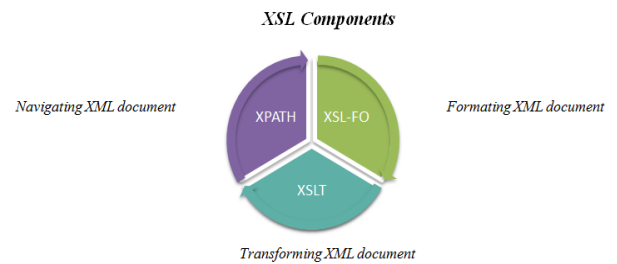 XSL Components
Navigating XML document
XPATH
XSL-FO
Formating XML document
XSLT
Transforming XML document